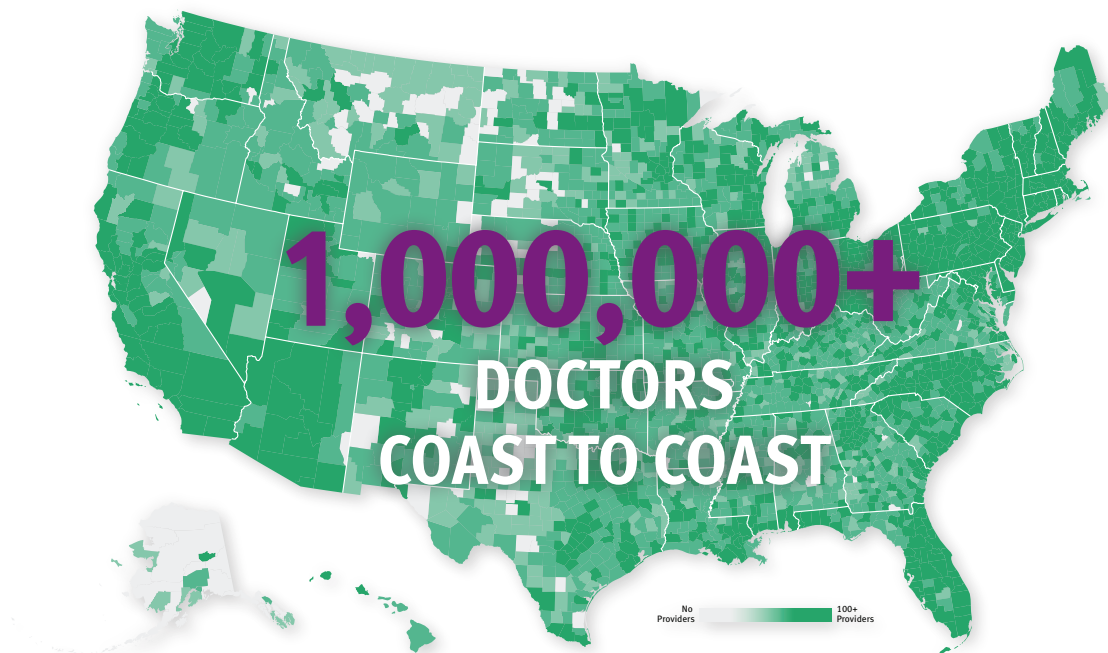 1,000,000+
DOCTORS
COAST TO COAST
No
Providers
100+
Providers